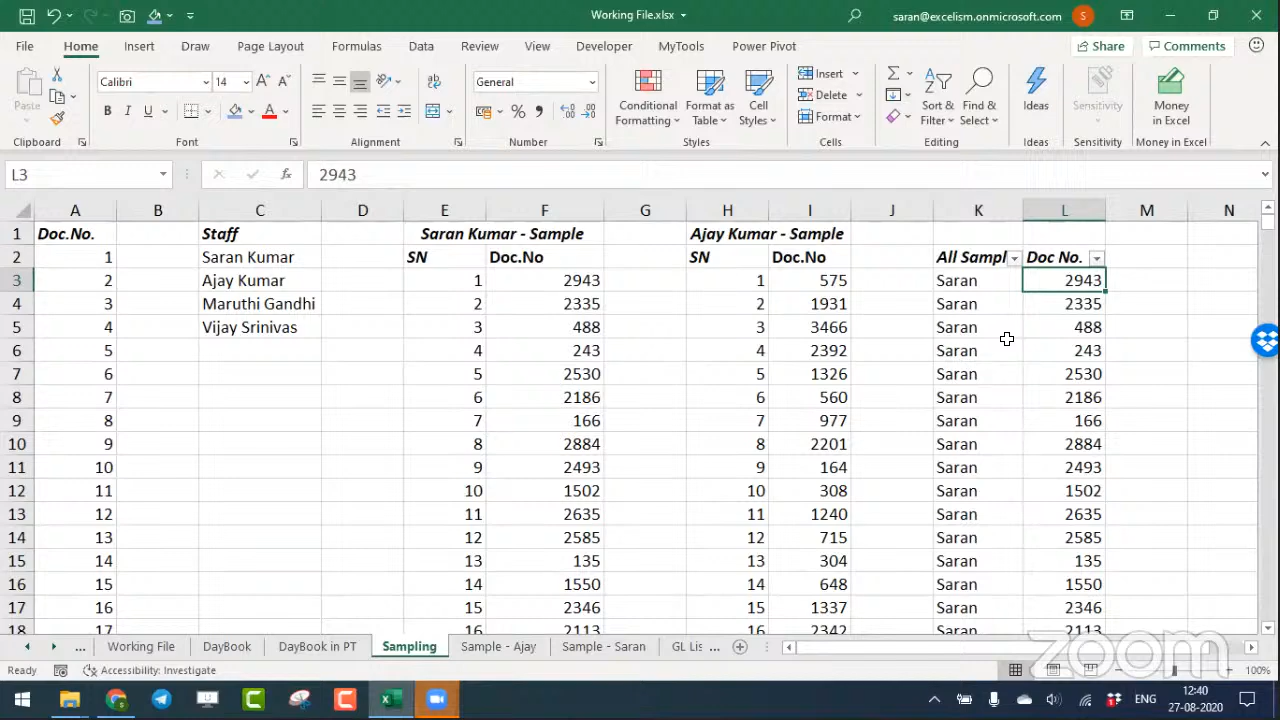 Working File.xlsx
saran@excelism.onmicrosoft.com S
File Home Insert Draw Page Layout Formulas Data Review View Developer MyTools Power Pivot Share Comments
Paste Calibri 14 General Conditional Formatting Format as Table Cell Styles Insert Delete Format Sort & Filter Find & Select Ideas Sensitivity Money in Excel
Clipboard Font Alignment Number Styles Cells Editing Ideas Sensitivity Money in Excel
L3 fx 2943
A B C D E F G H I J K L M N
1 Doc.No. Staff Saran Kumar - Sample Ajay Kumar - Sample
2 1 Saran Kumar SN Doc.No SN Doc.No All Sampl Doc No.
3 2 Ajay Kumar 1 2943 1 575 Saran 2943
4 3 Maruthi Gandhi 2 2335 2 1931 Saran 2335
5 4 Vijay Srinivas 3 488 3 3466 Saran 488
6 5 4 243 4 2392 Saran 243
7 6 5 2530 5 1326 Saran 2530
8 7 6 2186 6 560 Saran 2186
9 8 7 166 7 977 Saran 166
10 9 8 2884 8 2201 Saran 2884
11 10 9 2493 9 164 Saran 2493
12 11 10 1502 10 308 Saran 1502
13 12 11 2635 11 1240 Saran 2635
14 13 12 2585 12 715 Saran 2585
15 14 13 135 13 304 Saran 135
16 15 14 1550 14 648 Saran 1550
17 16 15 2346 15 1337 Saran 2346
18 17 16 2113 16 2342 Saran 2113
... Working File DayBook DayBook in PT Sampling Sample - Ajay Sample - Saran GL Lis ...
zoom
Ready Accessibility: Investigate 100%
ENG 12:40
27-08-2020